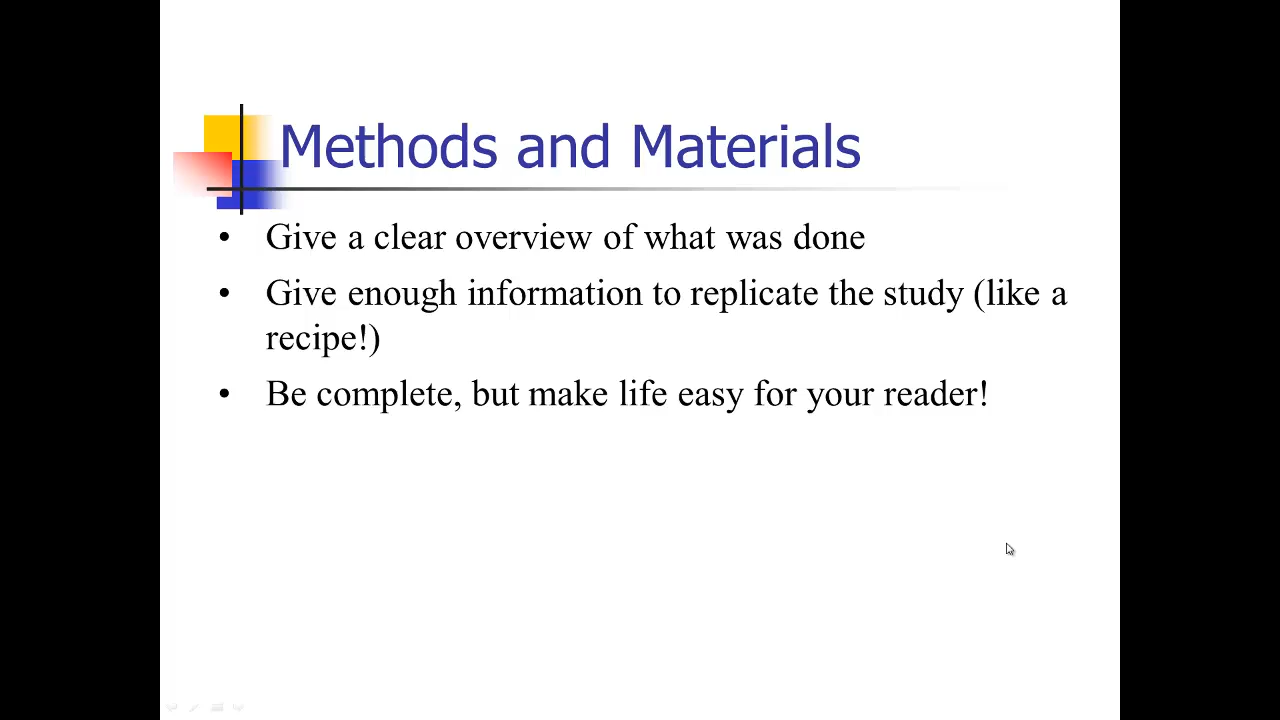 Methods and Materials
• Give a clear overview of what was done
• Give enough information to replicate the study (like a
recipe!)
• Be complete, but make life easy for your reader!